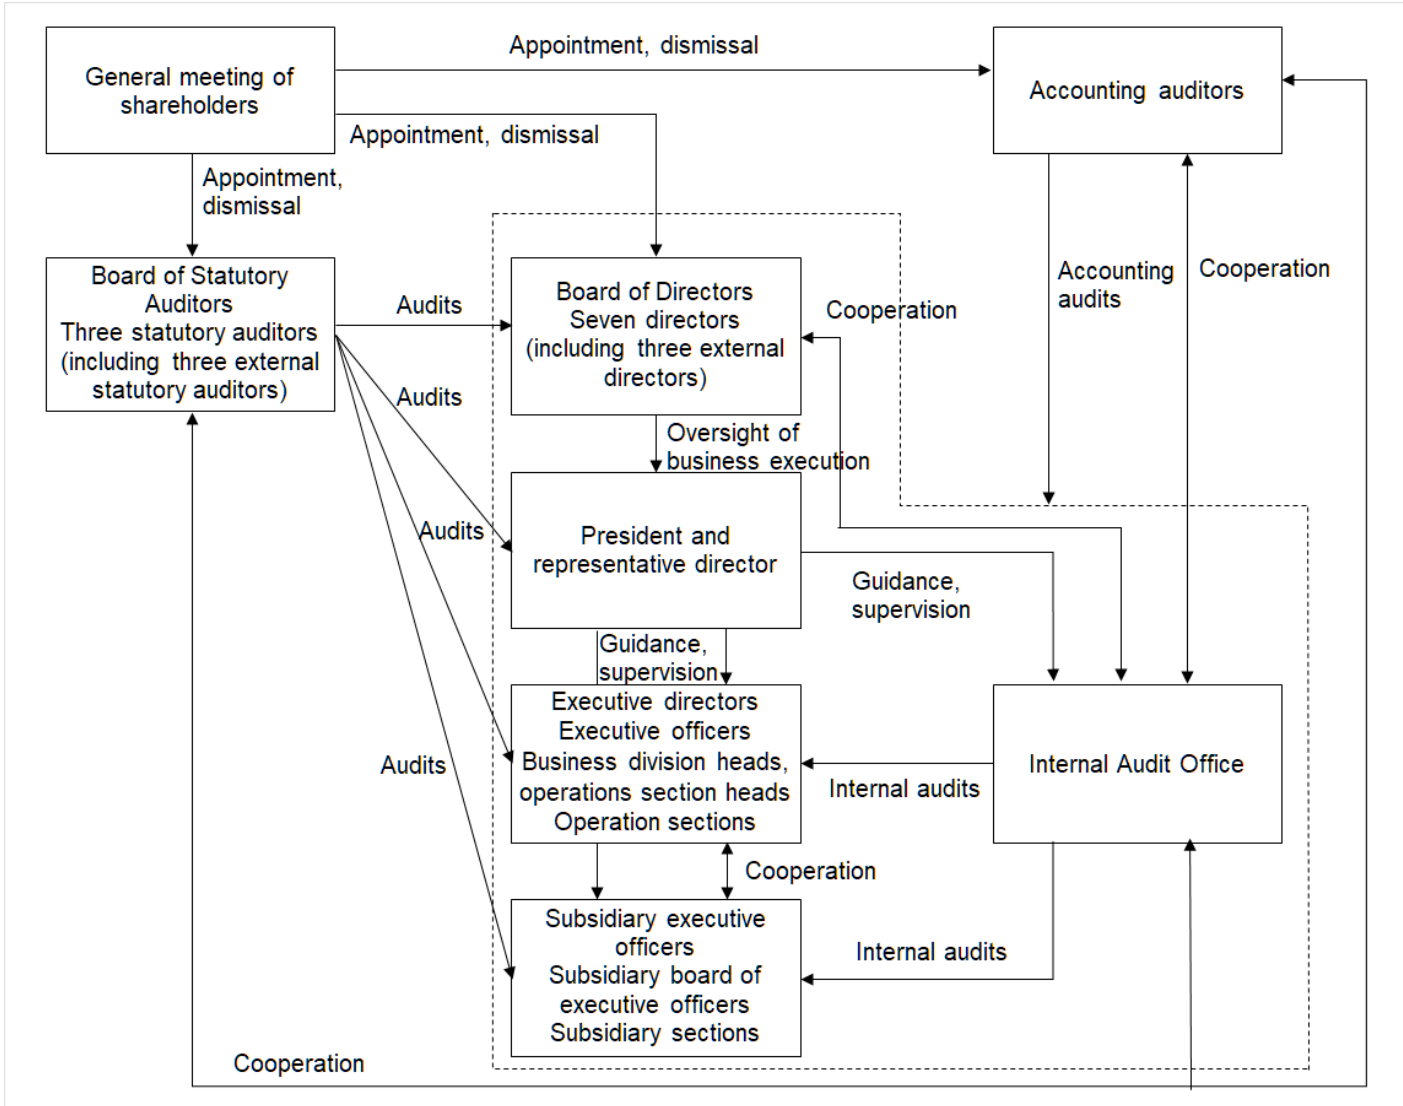 Appointment, dismissal
General meeting of
shareholders
Accounting auditors
Appointment, dismissal
Appointment,
dismissal
Board of Statutory
Auditors
Three statutory auditors
(including three external
statutory auditors)
Audits
Board of Directors
Seven directors
(including three external
directors)
Cooperation
Accounting
audits
Cooperation
Audits
Oversight of
business execution
Audits
President and
representative director
Guidance,
supervision
Guidance,
supervision
Executive directors
Executive officers
Business division heads,
operations section heads
Operation sections
Audits
Internal audits
Internal Audit Office
Cooperation
Subsidiary executive
officers
Subsidiary board of
executive officers
Subsidiary sections
Internal audits
Cooperation